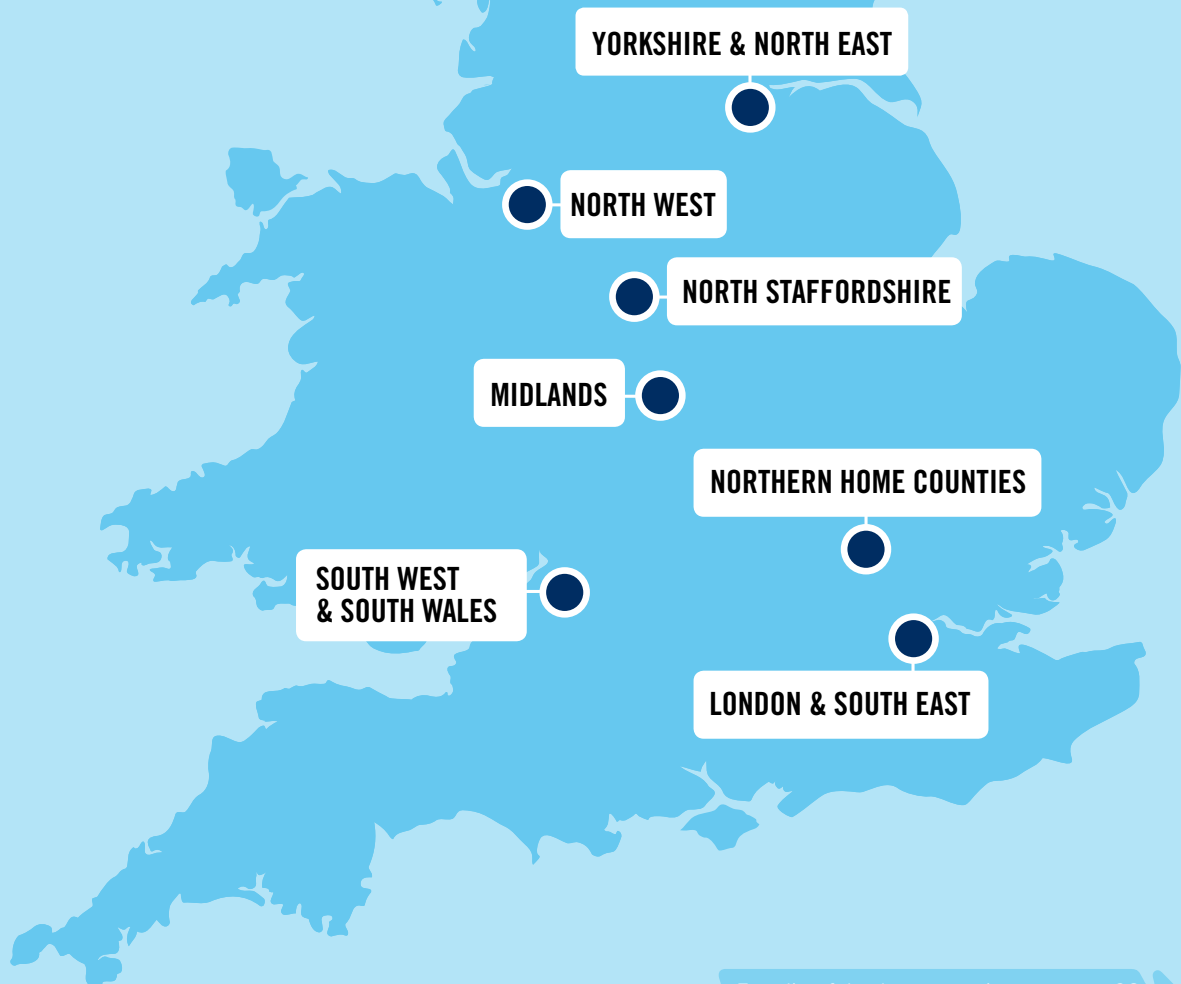 YORKSHIRE & NORTH EAST
NORTH WEST
NORTH STAFFORDSHIRE
MIDLANDS
NORTHERN HOME COUNTIES
SOUTH WEST
& SOUTH WALES
LONDON & SOUTH EAST